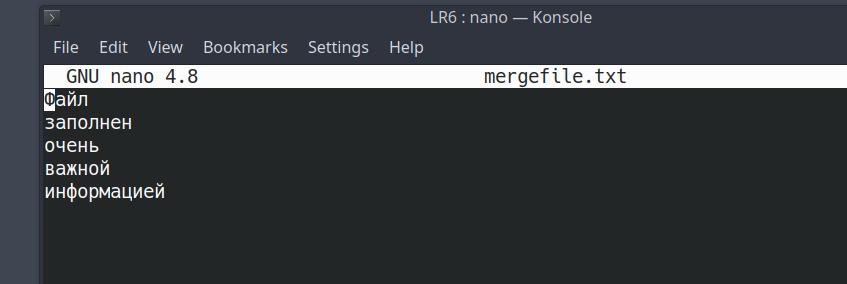 LR6 : nano — Konsole
File Edit View Bookmarks Settings Help
GNU nano 4.8 mergefile.txt
Файл
заполнен
очень
важной
информацией